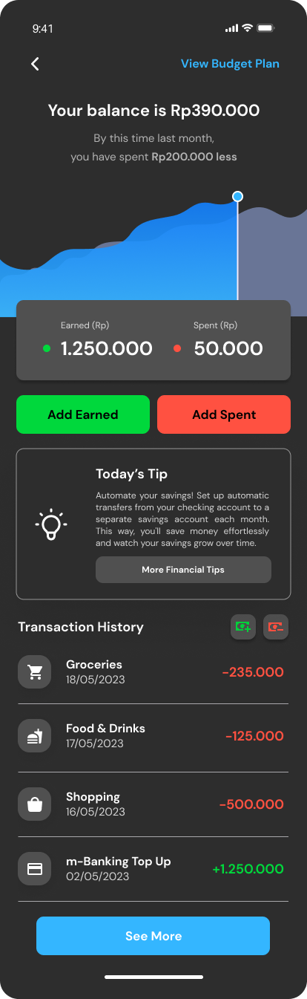 9:41
View Budget Plan
Your balance is Rp390.000
By this time last month,
you have spent Rp200.000 less
Earned (Rp)
1.250.000
Spent (Rp)
50.000
Add Earned
Add Spent
Today's Tip
Automate your savings! Set up automatic
transfers from your checking account to a
separate savings account each month.
This way, you'll save money effortlessly
and watch your savings grow over time.
More Financial Tips
Transaction History
Groceries
18/05/2023
-235.000
Food & Drinks
17/05/2023
-125.000
Shopping
16/05/2023
-500.000
m-Banking Top Up
02/05/2023
+1.250.000
See More